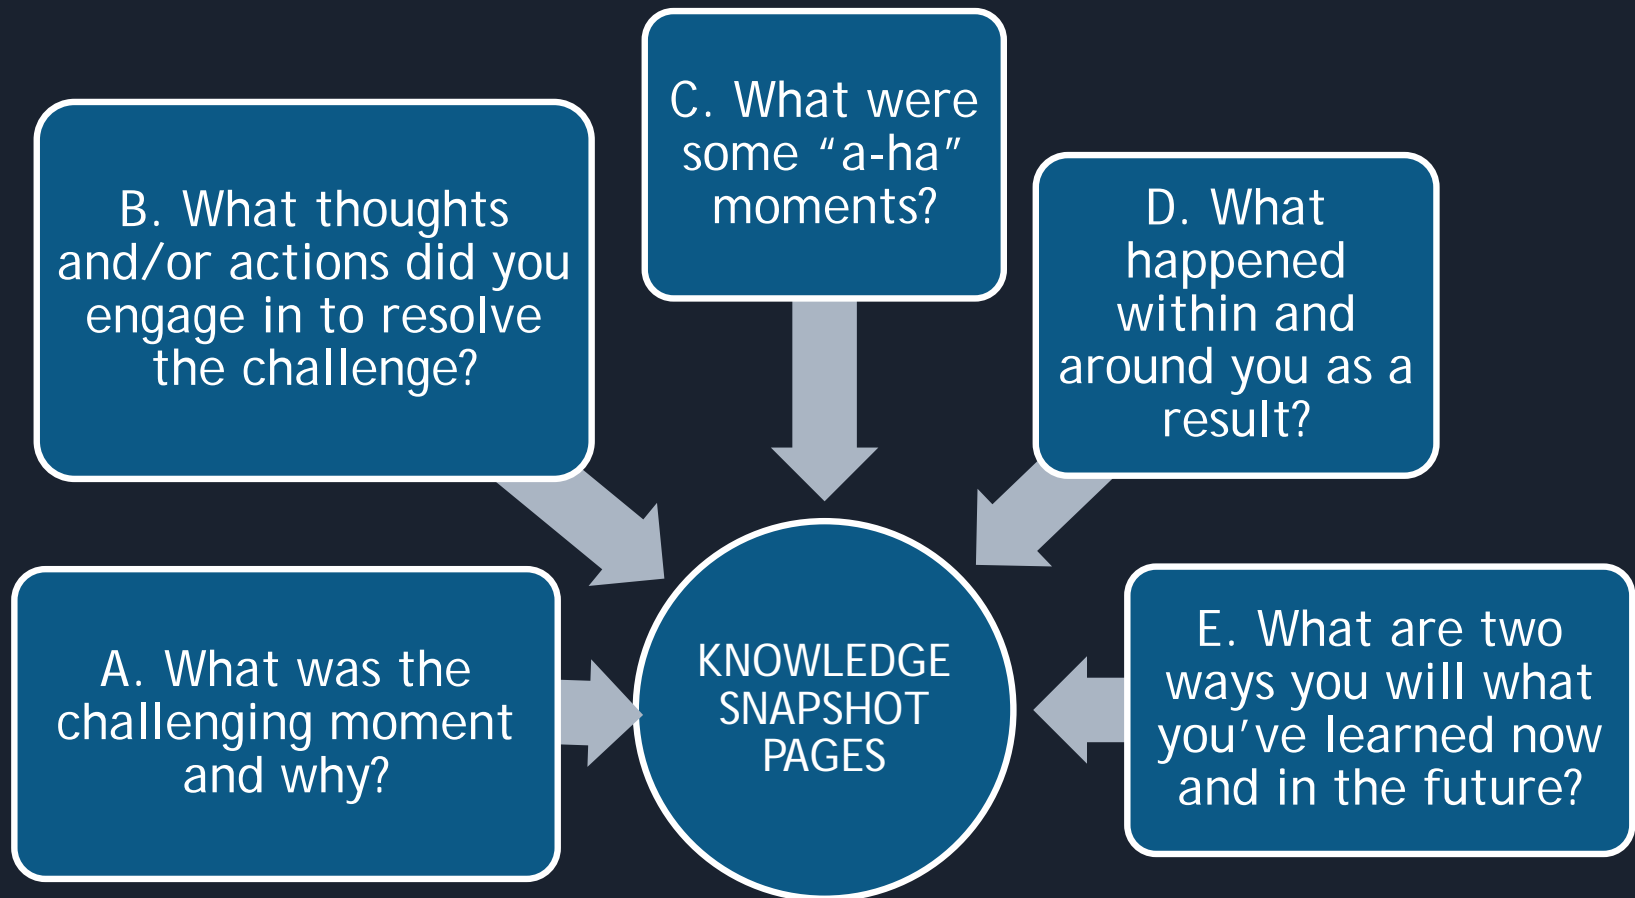 A. What was the
challenging moment
and why?
B. What thoughts
and/or actions did you
engage in to resolve
the challenge?
C. What were
some “a-ha”
moments?
D. What
happened
within and
around you as a
result?
E. What are two
ways you will what
you’ve learned now
and in the future?
KNOWLEDGE
SNAPSHOT
PAGES